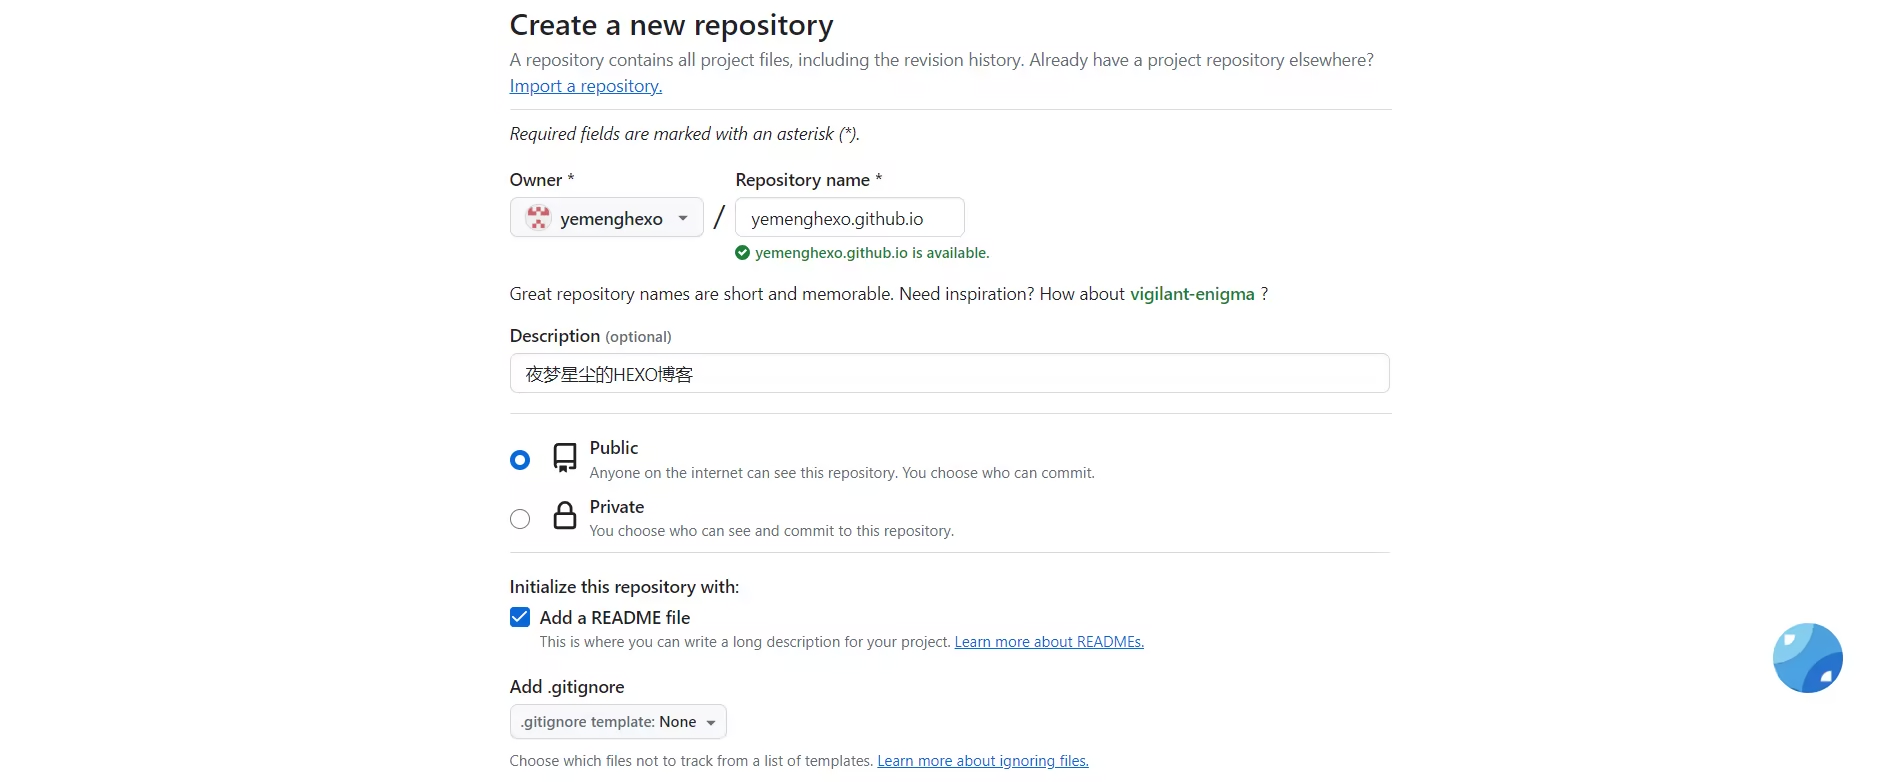 Create a new repository
A repository contains all project files, including the revision history. Already have a project repository elsewhere?
Import a repository.
Required fields are marked with an asterisk (*).
Owner *
Repository name *
yemenghexo
/
yemenghexo.github.io
yemenghexo.github.io is available.
Great repository names are short and memorable. Need inspiration? How about vigilant-enigma ?
Description (optional)
夜梦星尘的HEXO博客
Public
Anyone on the internet can see this repository. You choose who can commit.
Private
You choose who can see and commit to this repository.
Initialize this repository with:
Add a README file
This is where you can write a long description for your project. Learn more about READMEs.
Add .gitignore
.gitignore template: None
Choose which files not to track from a list of templates. Learn more about ignoring files.